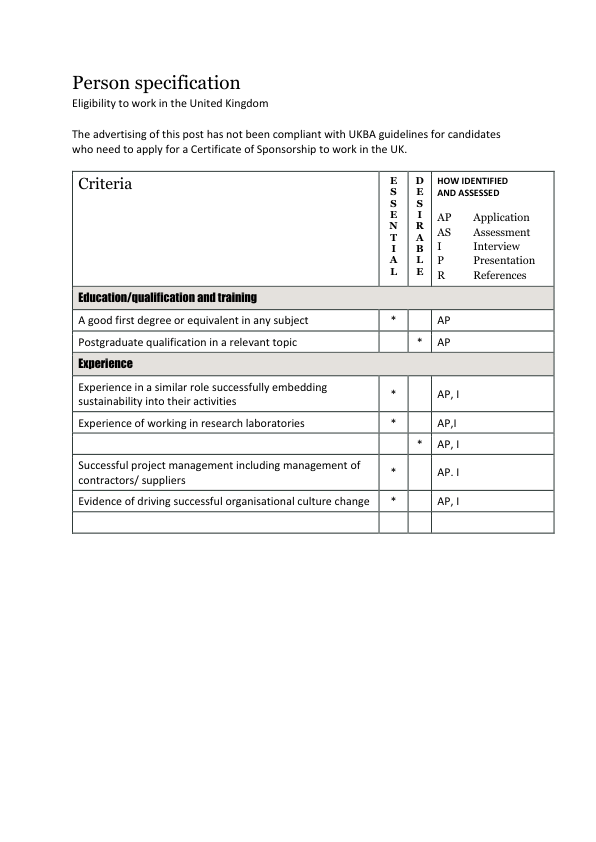 Person specification
Eligibility to work in the United Kingdom
The advertising of this post has not been compliant with UKBA guidelines for candidates
who need to apply for a Certificate of Sponsorship to work in the UK.
Criteria
ESSENTIAL
DESIRABLE
HOW IDENTIFIED
AND ASSESSED
AP Application
AS Assessment
I Interview
P Presentation
R References
Education/qualification and training
A good first degree or equivalent in any subject * AP
Postgraduate qualification in a relevant topic * AP
Experience
Experience in a similar role successfully embedding
sustainability into their activities * AP, I
Experience of working in research laboratories * AP,I
* AP, I
Successful project management including management of
contractors/ suppliers * AP. I
Evidence of driving successful organisational culture change * AP, I